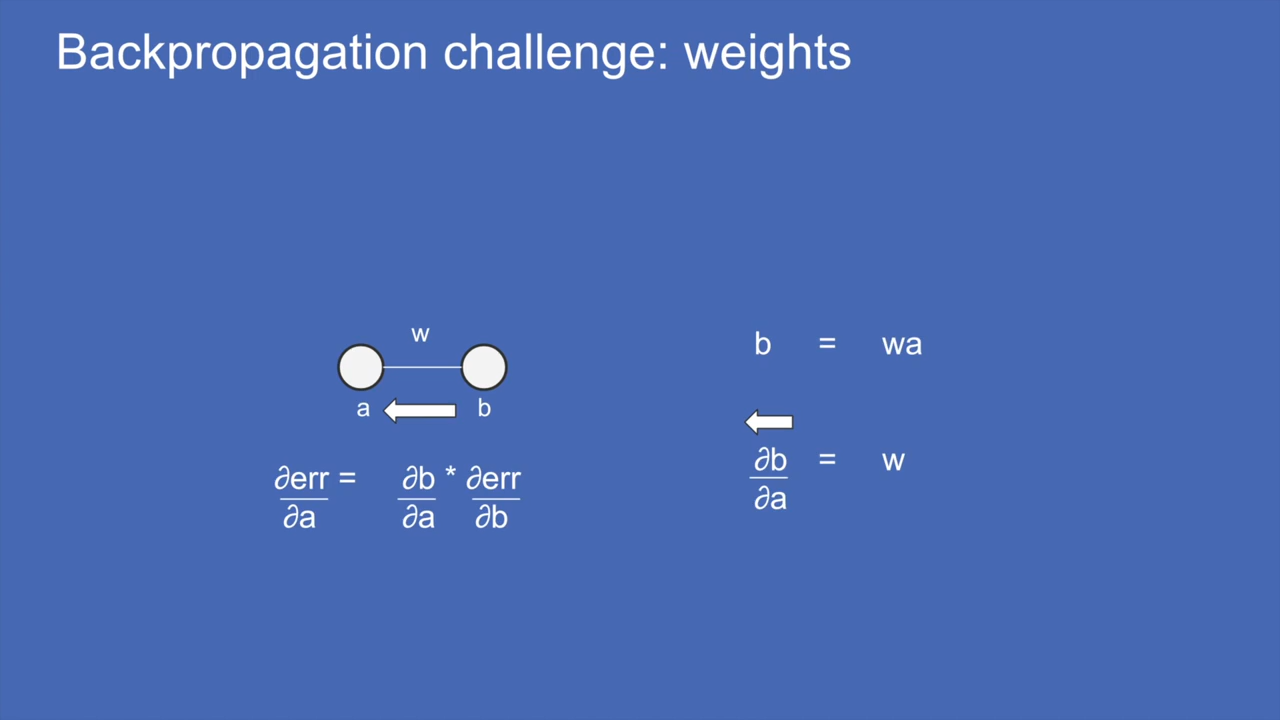 Backpropagation challenge: weights
w
a b
∂err = ∂b * ∂err
∂a ∂a ∂b
b = wa
∂b = w
∂a